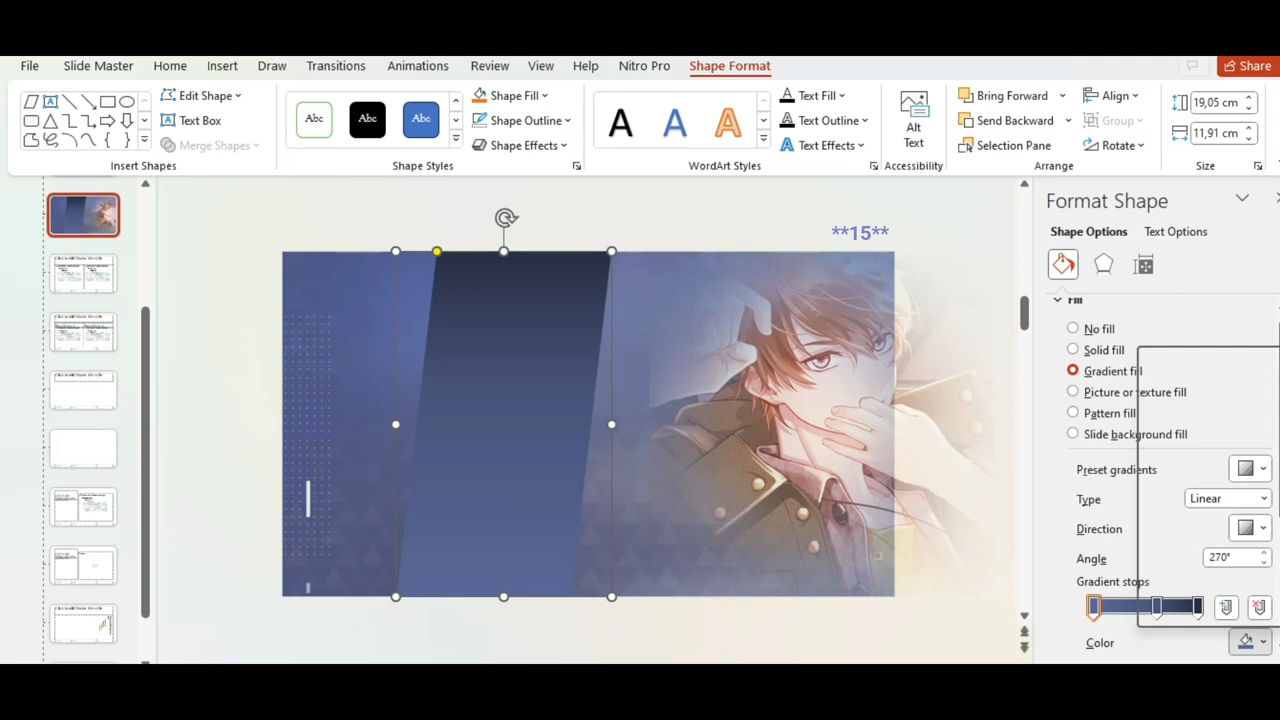 File Slide Master Home Insert Draw Transitions Animations Review View Help Nitro Pro Shape Format Share
Edit Shape
Text Box
Merge Shapes
Insert Shapes
Abc Abc Abc
Shape Fill
Shape Outline
Shape Effects
Shape Styles
A A A
Text Fill
Text Outline
Text Effects
WordArt Styles
Alt
Text
Accessibility
Bring Forward
Send Backward
Selection Pane
Align
Group
Rotate
Arrange
19,05 cm
11,91 cm
Size
**15**
Format Shape
Shape Options Text Options
Fill
No fill
Solid fill
Gradient fill
Picture or texture fill
Pattern fill
Slide background fill
Preset gradients
Type Linear
Direction
Angle 270°
Gradient stops
Color